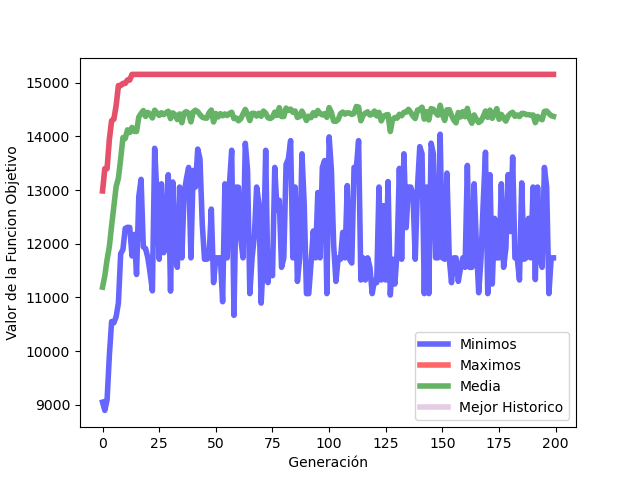 Valor de la Funcion Objetivo
15000
14000
13000
12000
11000
10000
9000
0 25 50 75 100 125 150 175 200
Generación
Minimos
Maximos
Media
Mejor Historico